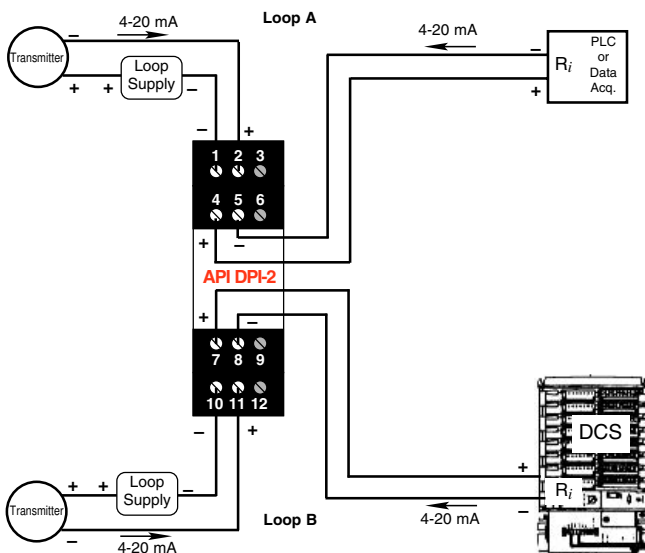 4-20 mA
Loop A
4-20 mA
–
–
Transmitter
Loop
Supply
+ + –
R i
PLC
or
Data
Acq.
+
– +
1 2 3
4 5 6
+ –
API DPI-2
+ –
7 8 9
10 11 12
– +
DCS
+
R i
–
4-20 mA
+ + –
Loop
Supply
Transmitter
–
4-20 mA
Loop B